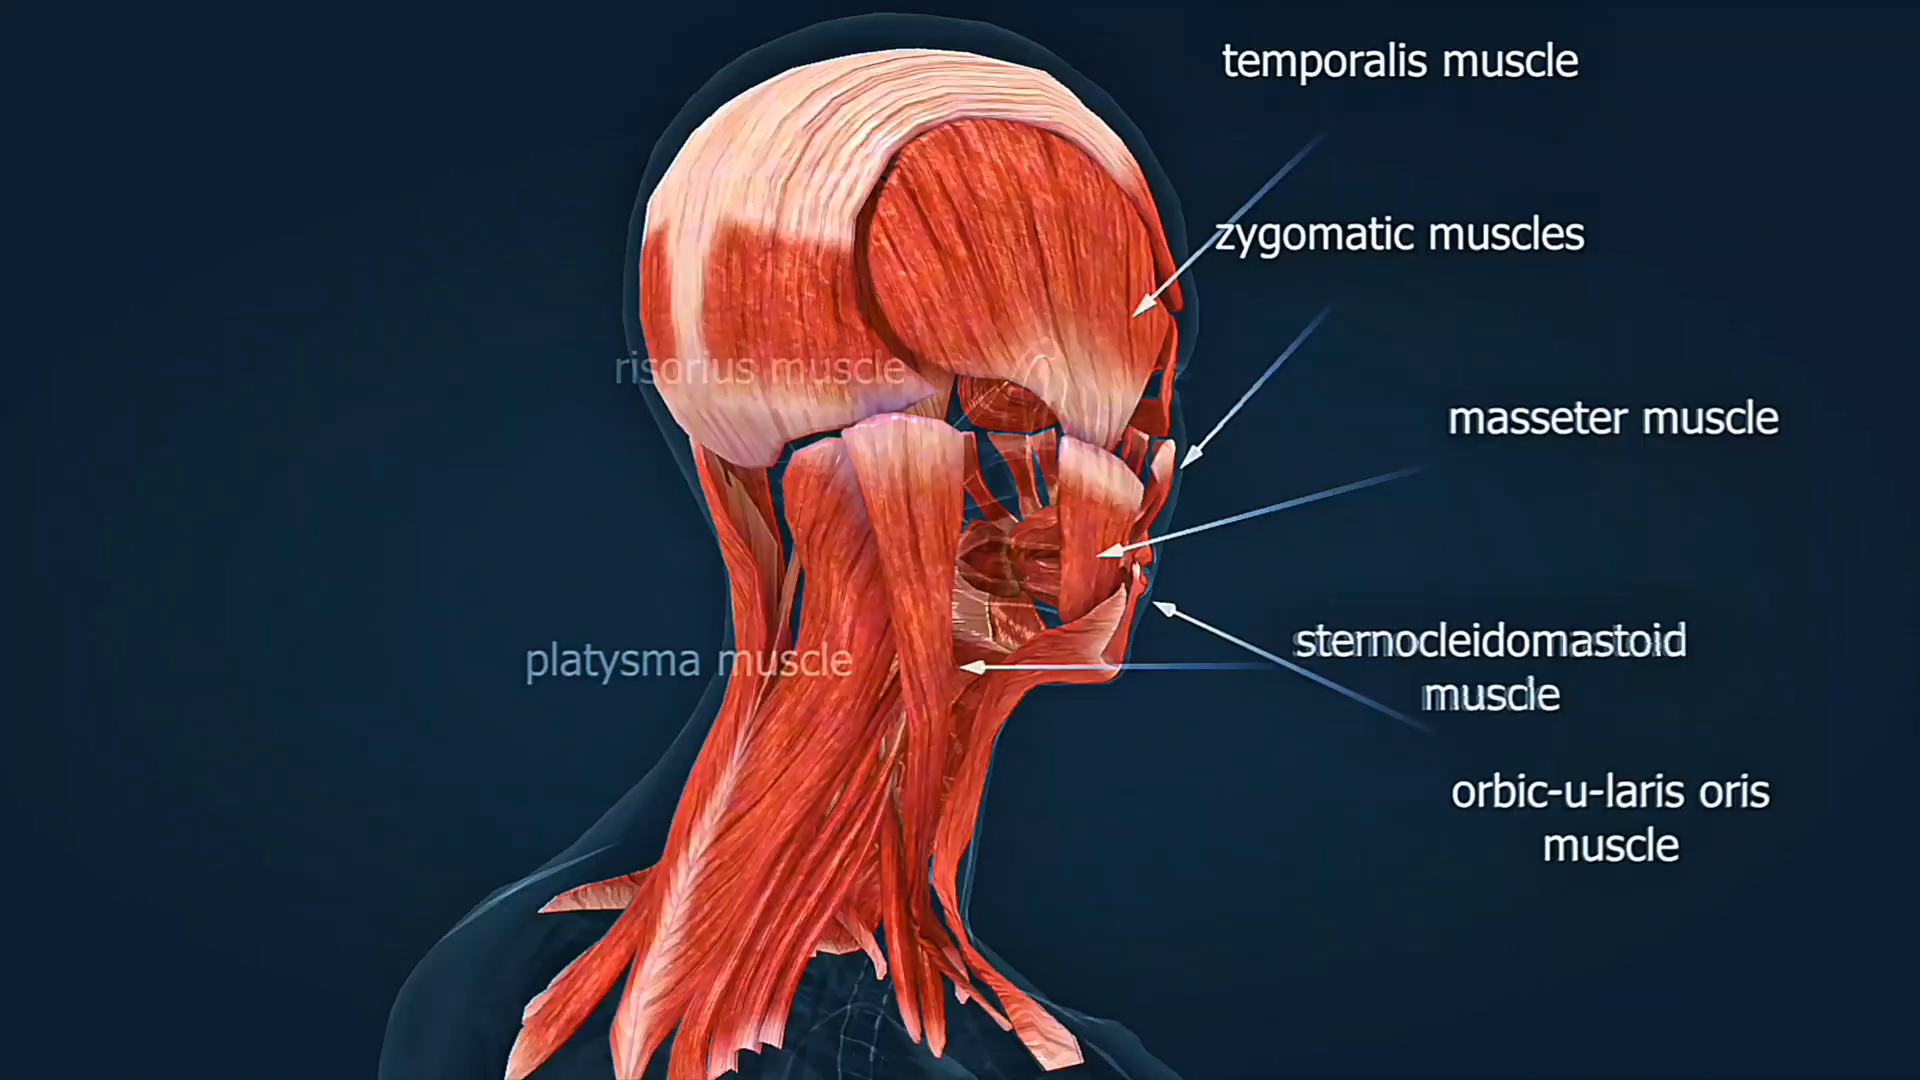 temporalis muscle
zygomatic muscles
risorius muscle
masseter muscle
sternocleidomastoid
muscle
platysma muscle
orbic-u-laris oris
muscle